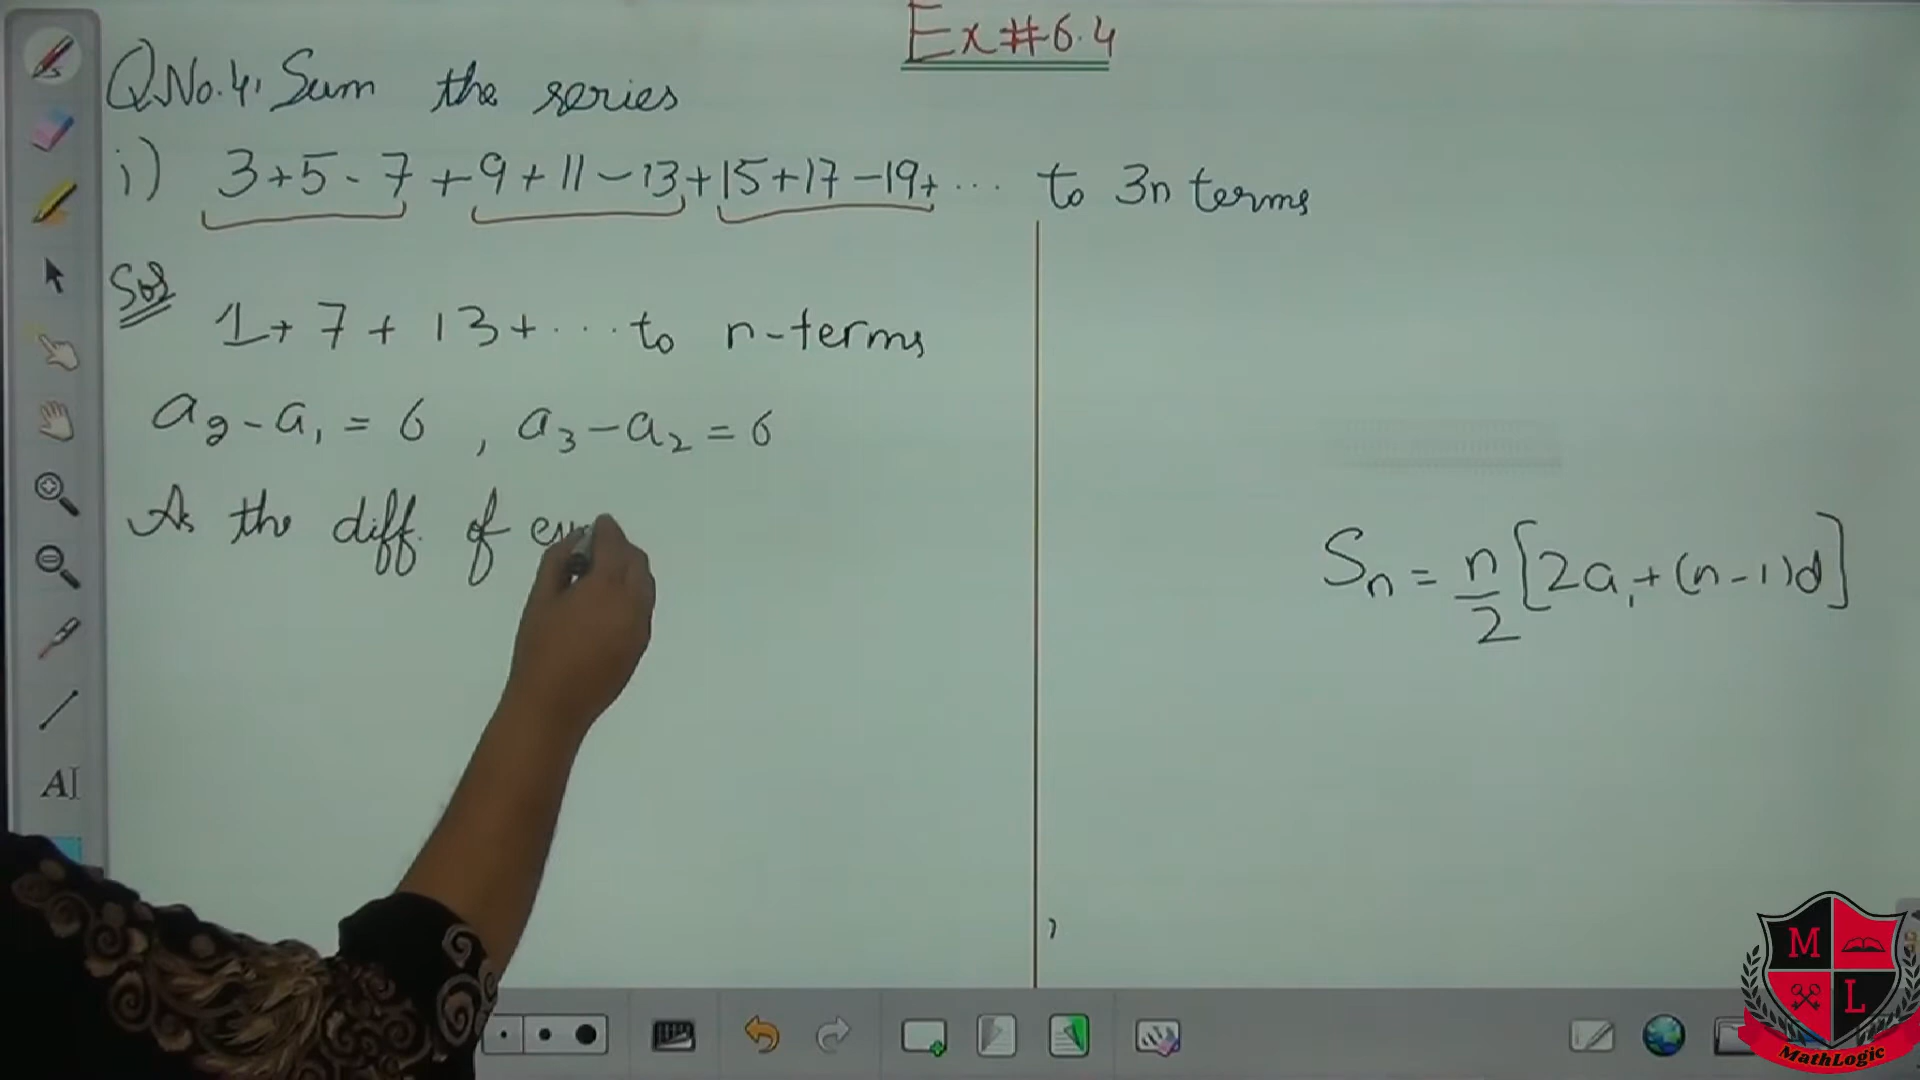 Ex#6.4
Q No.4. Sum the series
i) 3+5-7+9+11-13+15+17-19+... to 3n terms
Sol
1+7+13+... to n-terms
a₂-a₁=6, a₃-a₂=6
As the diff. of
Sₙ = n/2 [2a₁+(n-1)d]
AI
M
L
MathLogic